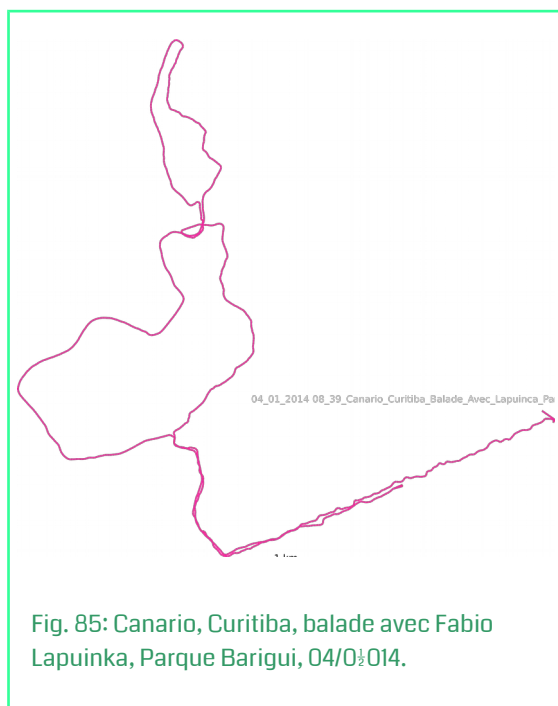 04_01_2014 08_39_Canario_Curitiba_Balade_Avec_Lapuinca_Pa
Fig. 85: Canario, Curitiba, balade avec Fabio
Lapuinka, Parque Barigui, 04/0½014.